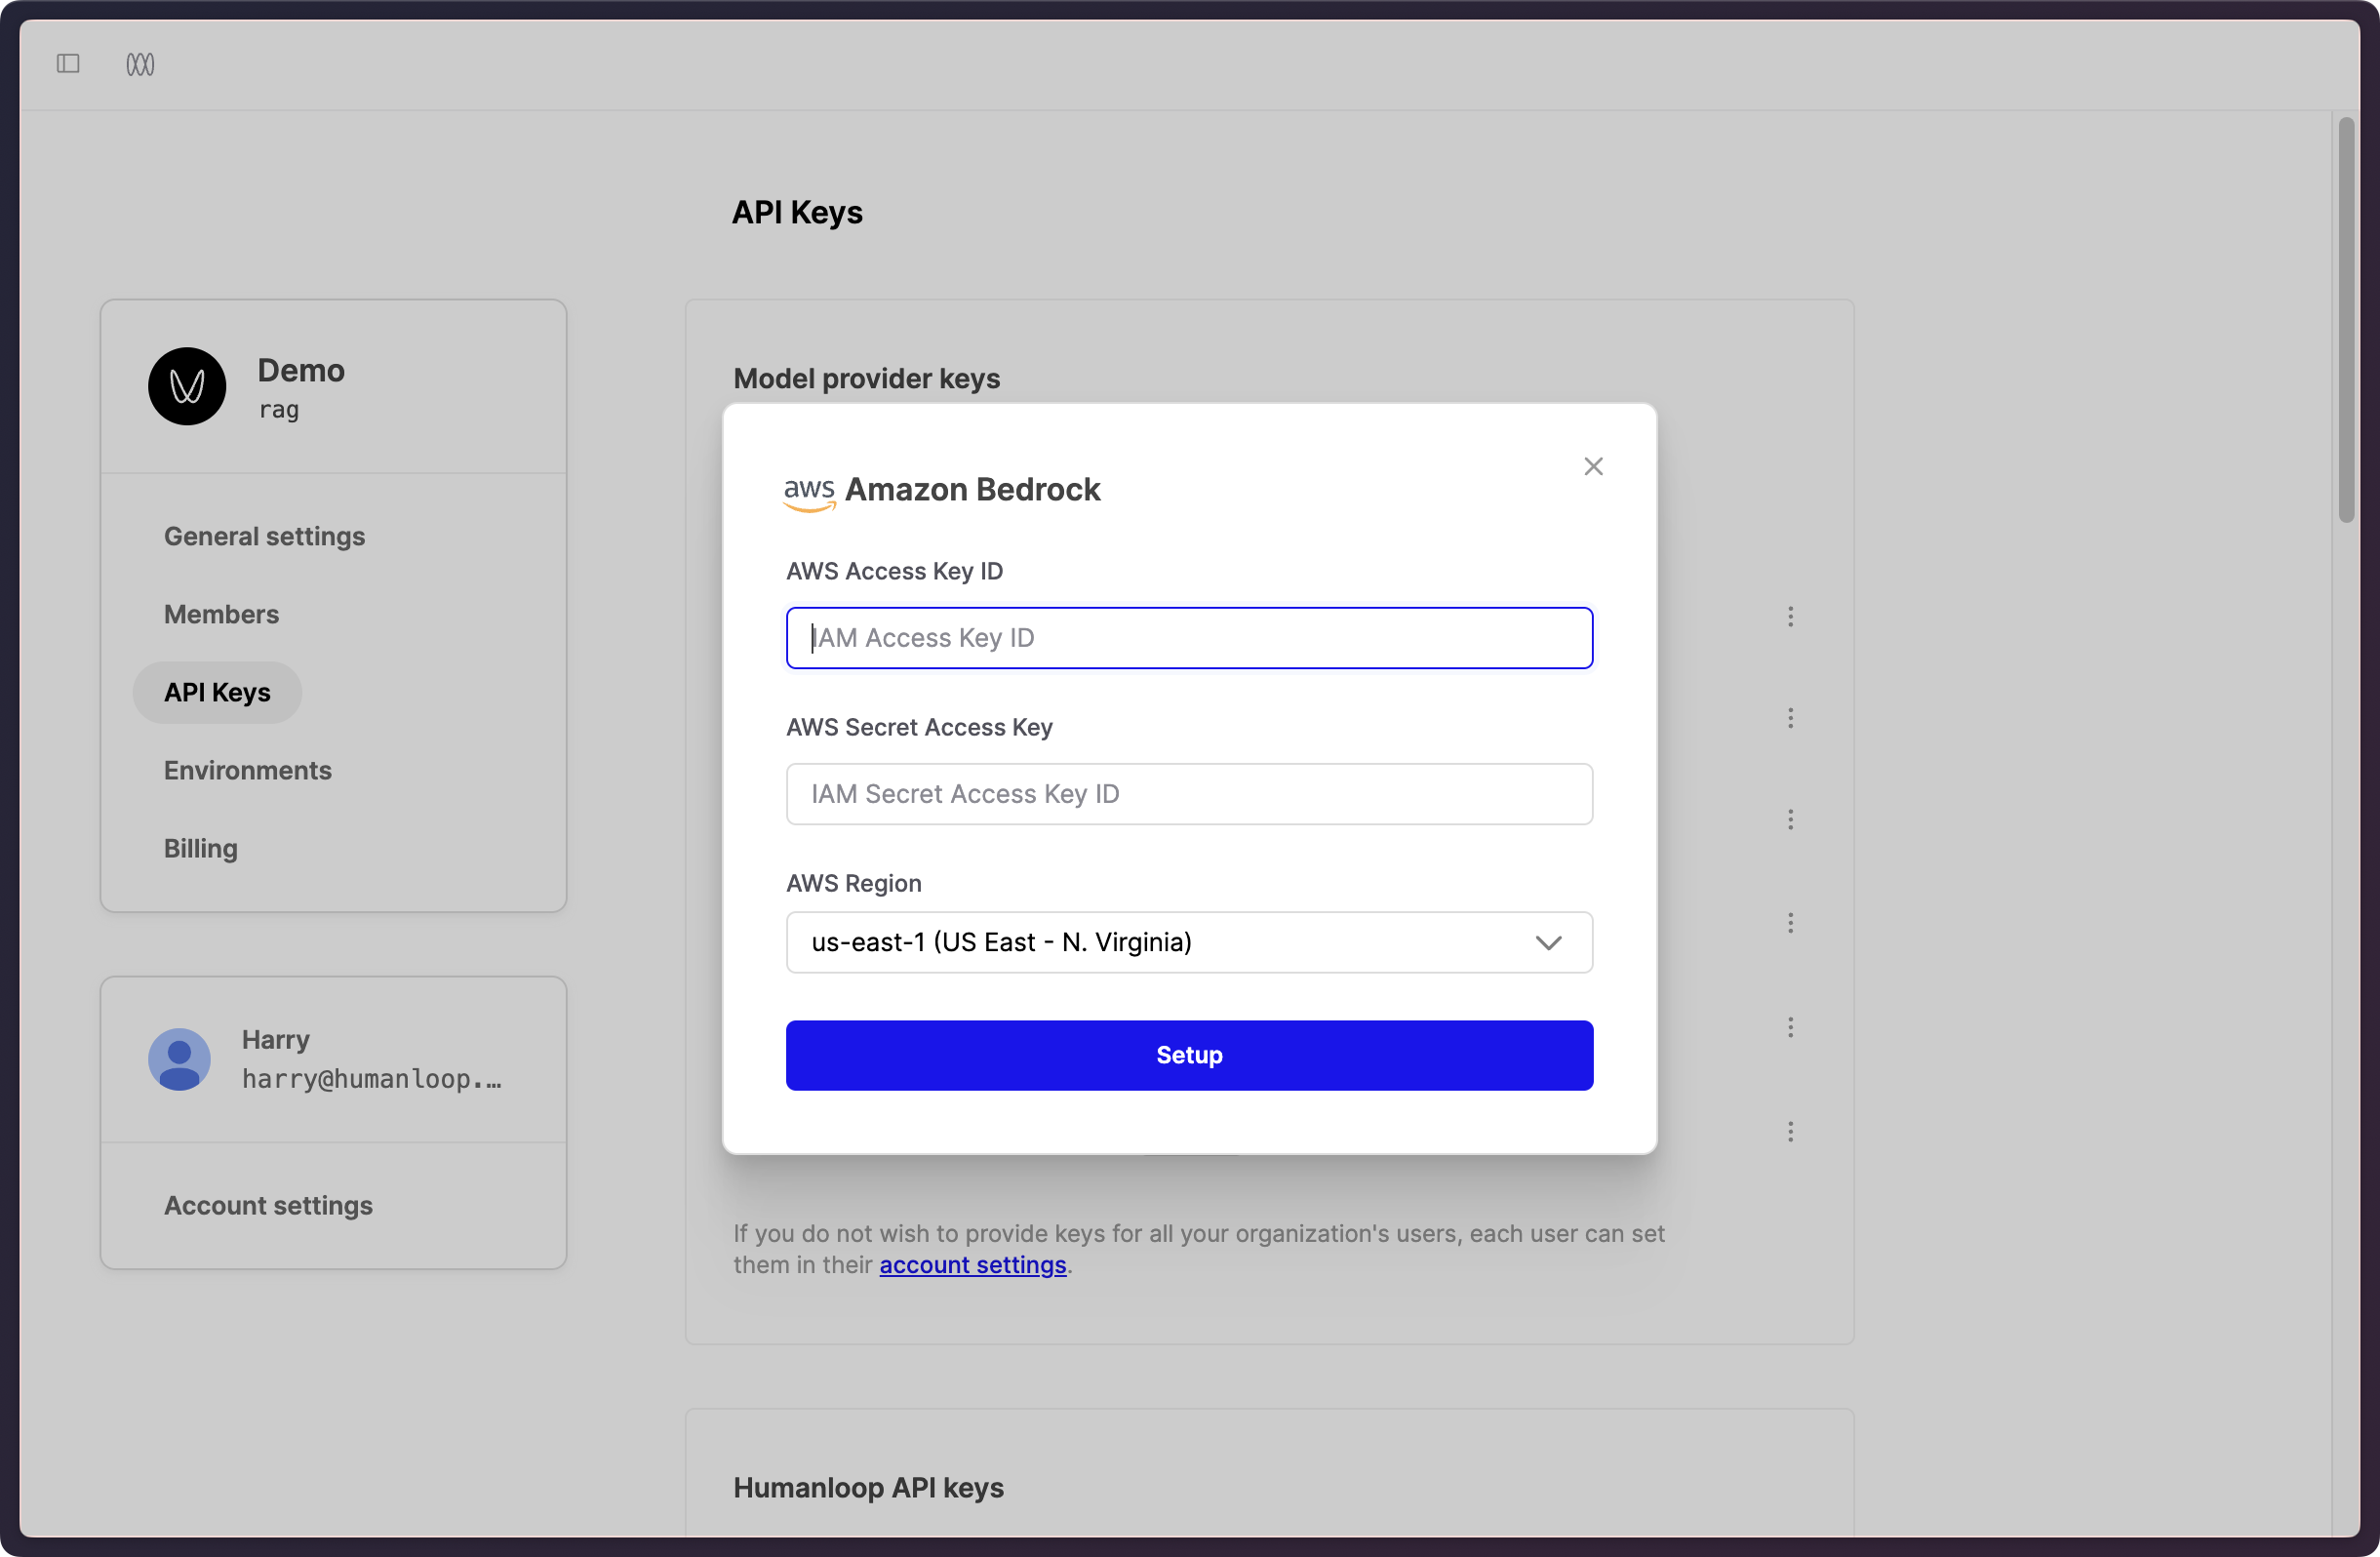 API Keys
Demo
rag
General settings
Members
API Keys
Environments
Billing
Harry
harry@humanloop.…
Account settings
Model provider keys
aws Amazon Bedrock
AWS Access Key ID
IAM Access Key ID
AWS Secret Access Key
IAM Secret Access Key ID
AWS Region
us-east-1 (US East - N. Virginia)
Setup
If you do not wish to provide keys for all your organization's users, each user can set
them in their account settings.
Humanloop API keys